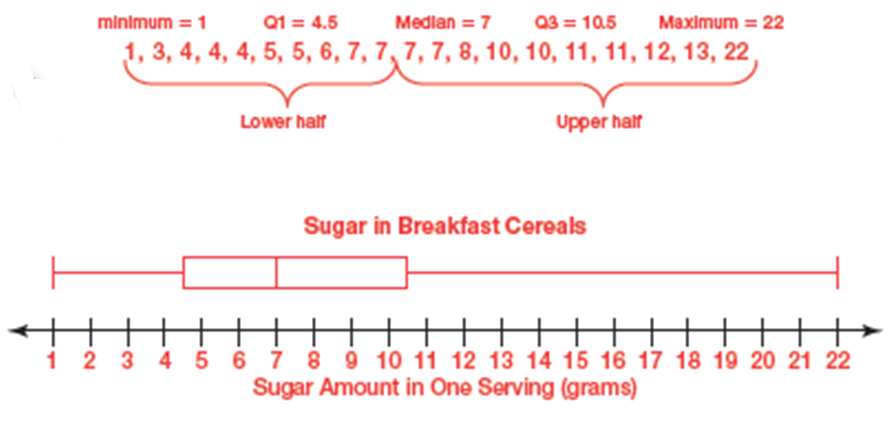 minimum = 1 Q1 = 4.5 Median = 7 Q3 = 10.5 Maximum = 22
1, 3, 4, 4, 4, 5, 5, 6, 7, 7, 7, 7, 8, 10, 10, 11, 11, 12, 13, 22
Lower half Upper half
Sugar in Breakfast Cereals
1 2 3 4 5 6 7 8 9 10 11 12 13 14 15 16 17 18 19 20 21 22
Sugar Amount in One Serving (grams)